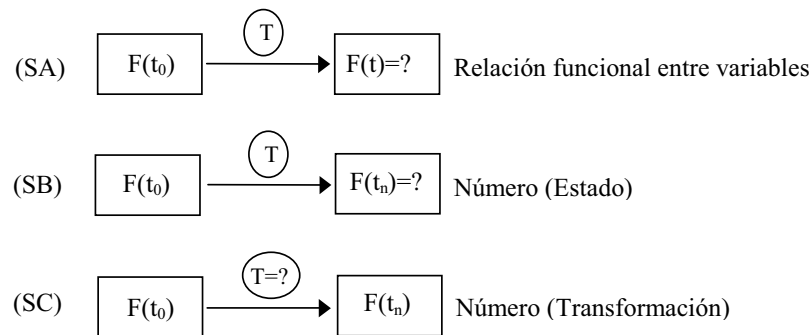 (SA) F(t₀) T F(t)=? Relación funcional entre variables
(SB) F(t₀) T F(tₙ)=? Número (Estado)
(SC) F(t₀) T=? F(tₙ) Número (Transformación)